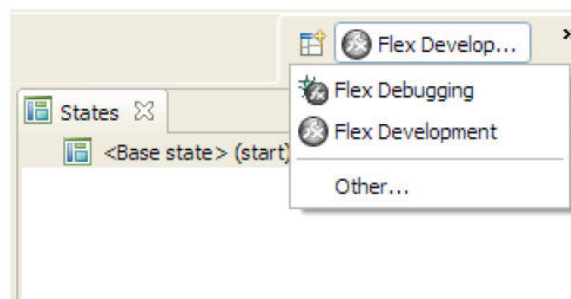 Flex Develop...
Flex Debugging
States
Flex Development
<Base state> (start)
Other...